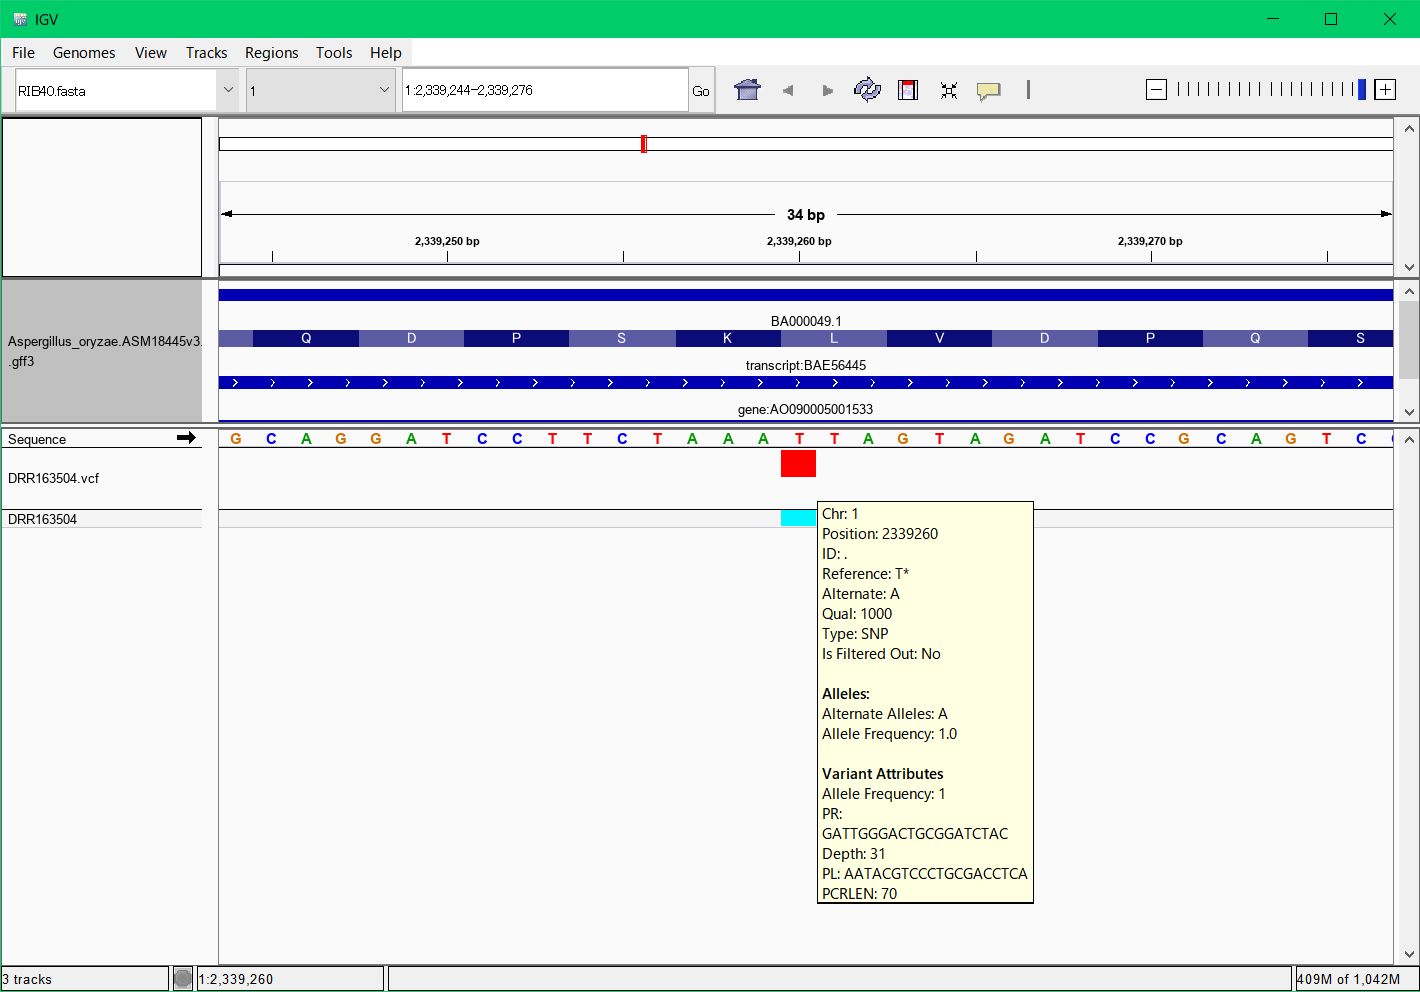 IGV
File Genomes View Tracks Regions Tools Help
RIB40.fasta 1 1:2,339,244-2,339,276 Go
34 bp
2,339,250 bp 2,339,260 bp 2,339,270 bp
BA000049.1
Q D P S K L V D P Q S
Aspergillus_oryzae.ASM18445v3.
.gff3
transcript:BAE56445
gene:AO090005001533
Sequence G C A G G A T C C T T C T A A A T T A G T A G A T C C G C A G T C
DRR163504.vcf
DRR163504
Chr: 1
Position: 2339260
ID: .
Reference: T*
Alternate: A
Qual: 1000
Type: SNP
Is Filtered Out: No
Alleles:
Alternate Alleles: A
Allele Frequency: 1.0
Variant Attributes
Allele Frequency: 1
PR:
GATTGGGACTGCGGATCTAC
Depth: 31
PL: AATACGTCCCTGCGACCTCA
PCRLEN: 70
3 tracks 1:2,339,260 409M of 1,042M